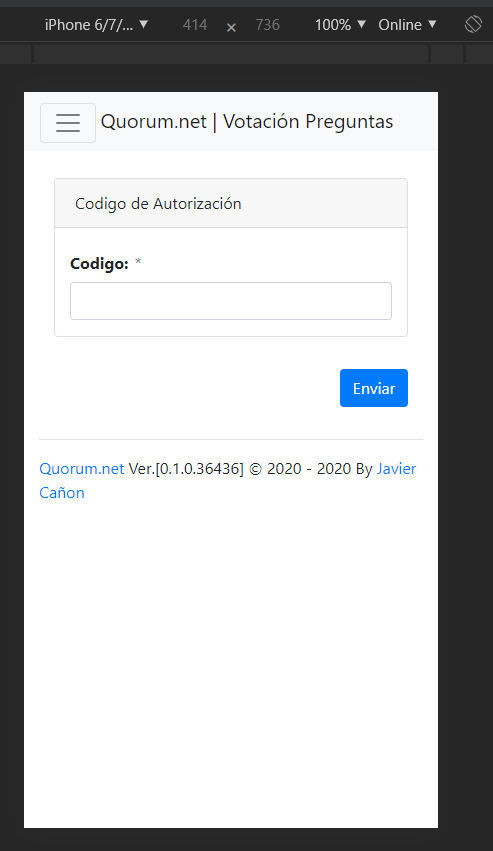 iPhone 6/7/... ▼ 414 × 736 100% ▼ Online ▼
Quorum.net | Votación Preguntas
Codigo de Autorización
Codigo: *
Enviar
Quorum.net Ver.[0.1.0.36436] © 2020 - 2020 By Javier
Cañon